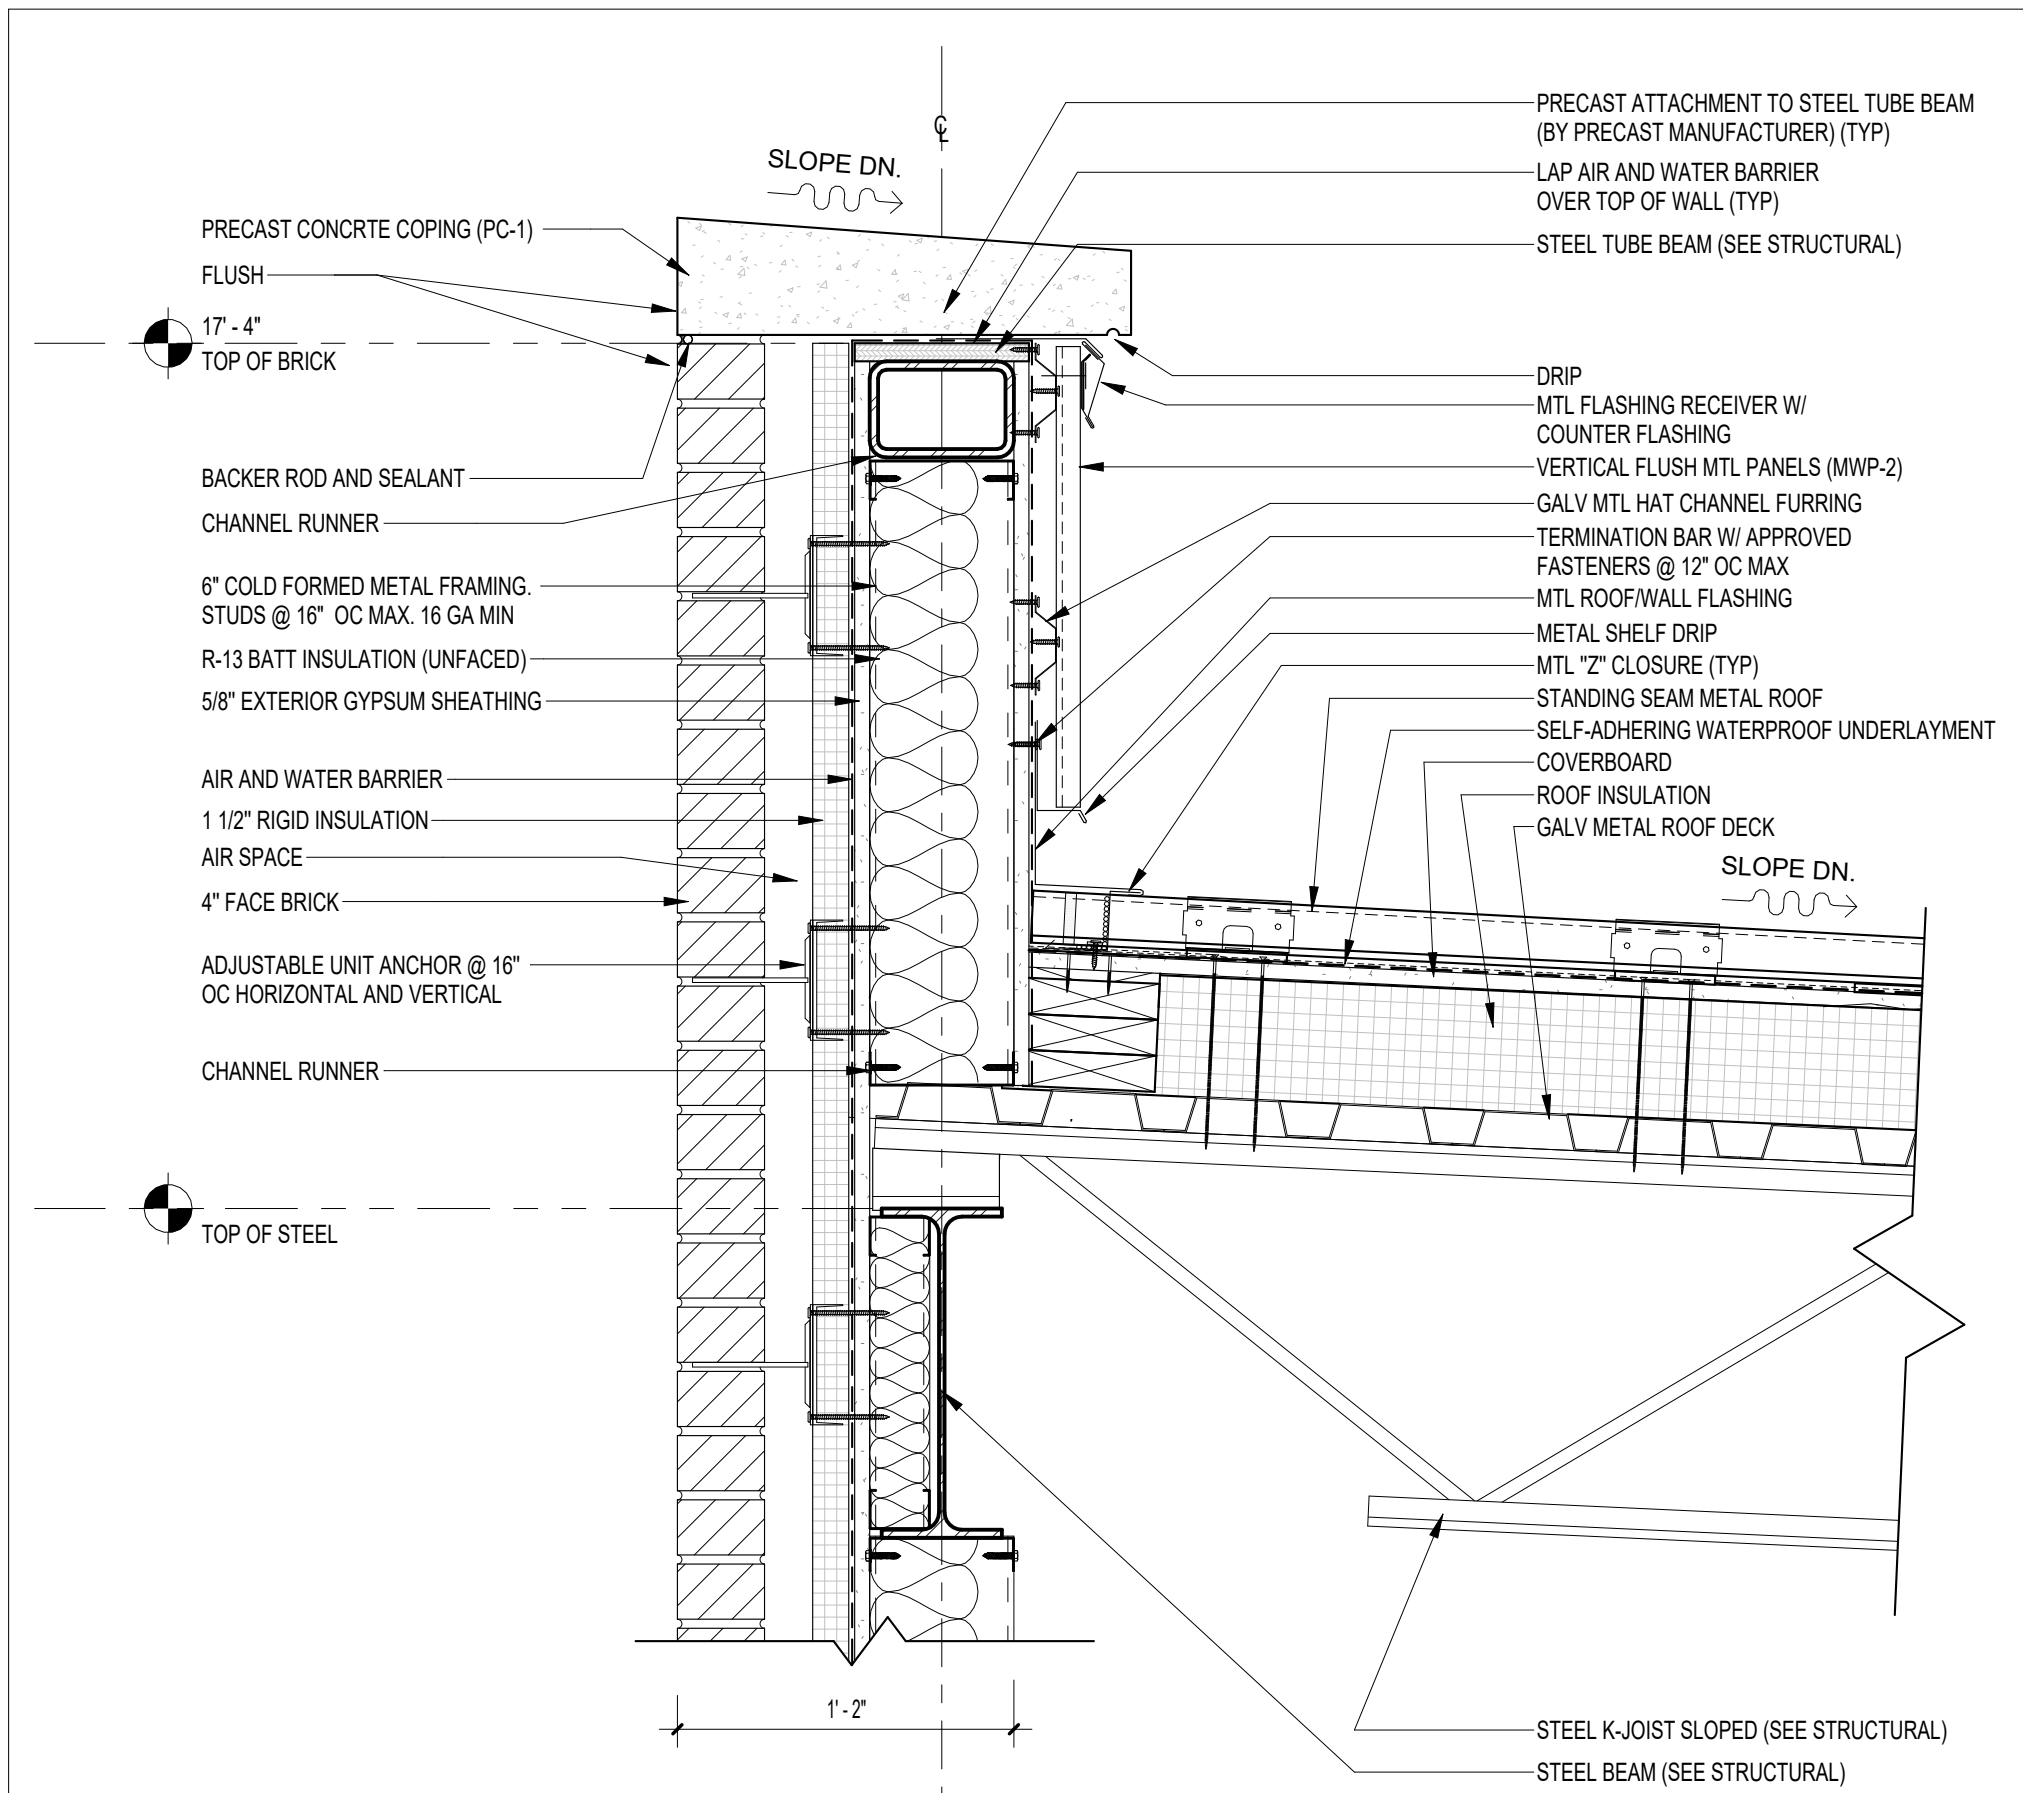 ℄
SLOPE DN.
PRECAST CONCRTE COPING (PC-1)
FLUSH
17' - 4"
TOP OF BRICK
BACKER ROD AND SEALANT
CHANNEL RUNNER
6" COLD FORMED METAL FRAMING.
STUDS @ 16" OC MAX. 16 GA MIN
R-13 BATT INSULATION (UNFACED)
5/8" EXTERIOR GYPSUM SHEATHING
AIR AND WATER BARRIER
1 1/2" RIGID INSULATION
AIR SPACE
4" FACE BRICK
ADJUSTABLE UNIT ANCHOR @ 16"
OC HORIZONTAL AND VERTICAL
CHANNEL RUNNER
TOP OF STEEL
1' - 2"
PRECAST ATTACHMENT TO STEEL TUBE BEAM
(BY PRECAST MANUFACTURER) (TYP)
LAP AIR AND WATER BARRIER
OVER TOP OF WALL (TYP)
STEEL TUBE BEAM (SEE STRUCTURAL)
DRIP
MTL FLASHING RECEIVER W/
COUNTER FLASHING
VERTICAL FLUSH MTL PANELS (MWP-2)
GALV MTL HAT CHANNEL FURRING
TERMINATION BAR W/ APPROVED
FASTENERS @ 12" OC MAX
MTL ROOF/WALL FLASHING
METAL SHELF DRIP
MTL "Z" CLOSURE (TYP)
STANDING SEAM METAL ROOF
SELF-ADHERING WATERPROOF UNDERLAYMENT
COVERBOARD
ROOF INSULATION
GALV METAL ROOF DECK
SLOPE DN.
STEEL K-JOIST SLOPED (SEE STRUCTURAL)
STEEL BEAM (SEE STRUCTURAL)